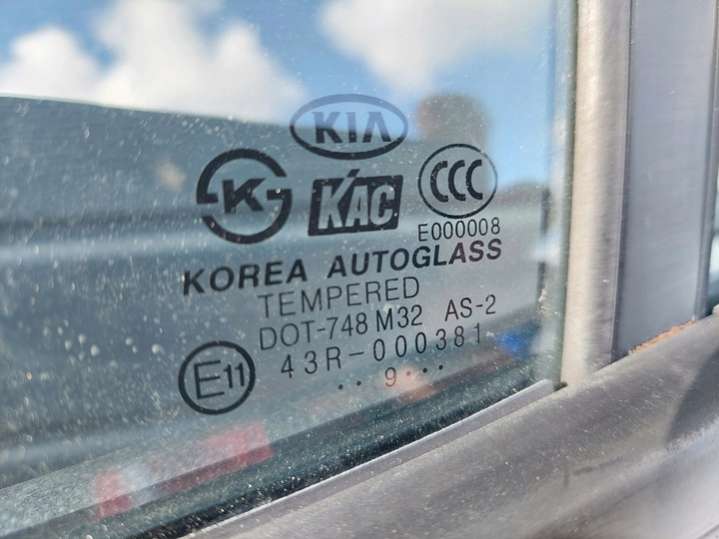 KIA
K
KAC
CCC
E000008
KOREA AUTOGLASS
TEMPERED
DOT-748 M32 AS-2
E11
43R-000381
.. 9 ...